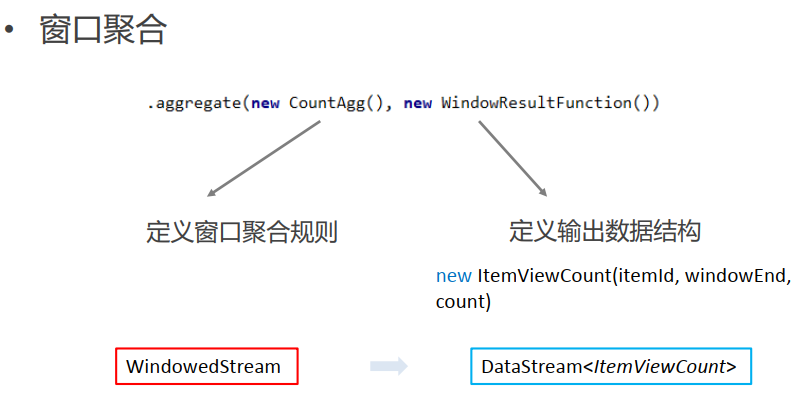 • 窗口聚合
.aggregate(new CountAgg(), new WindowResultFunction())
定义窗口聚合规则
定义输出数据结构
new ItemViewCount(itemId, windowEnd,
count)
WindowedStream
DataStream<ItemViewCount>